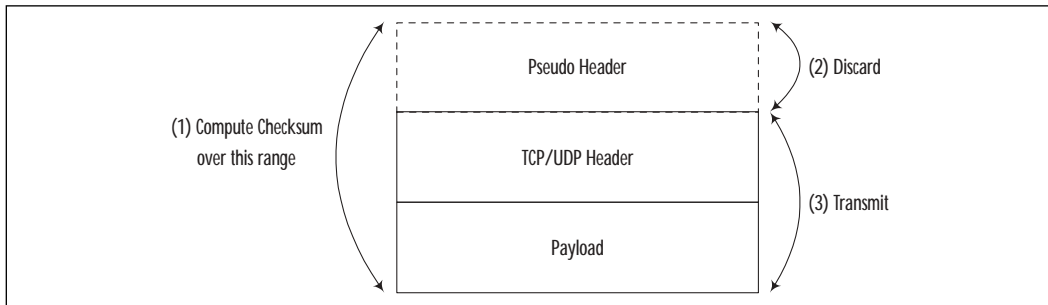 Pseudo Header
(2) Discard
(1) Compute Checksum
over this range
TCP/UDP Header
(3) Transmit
Payload